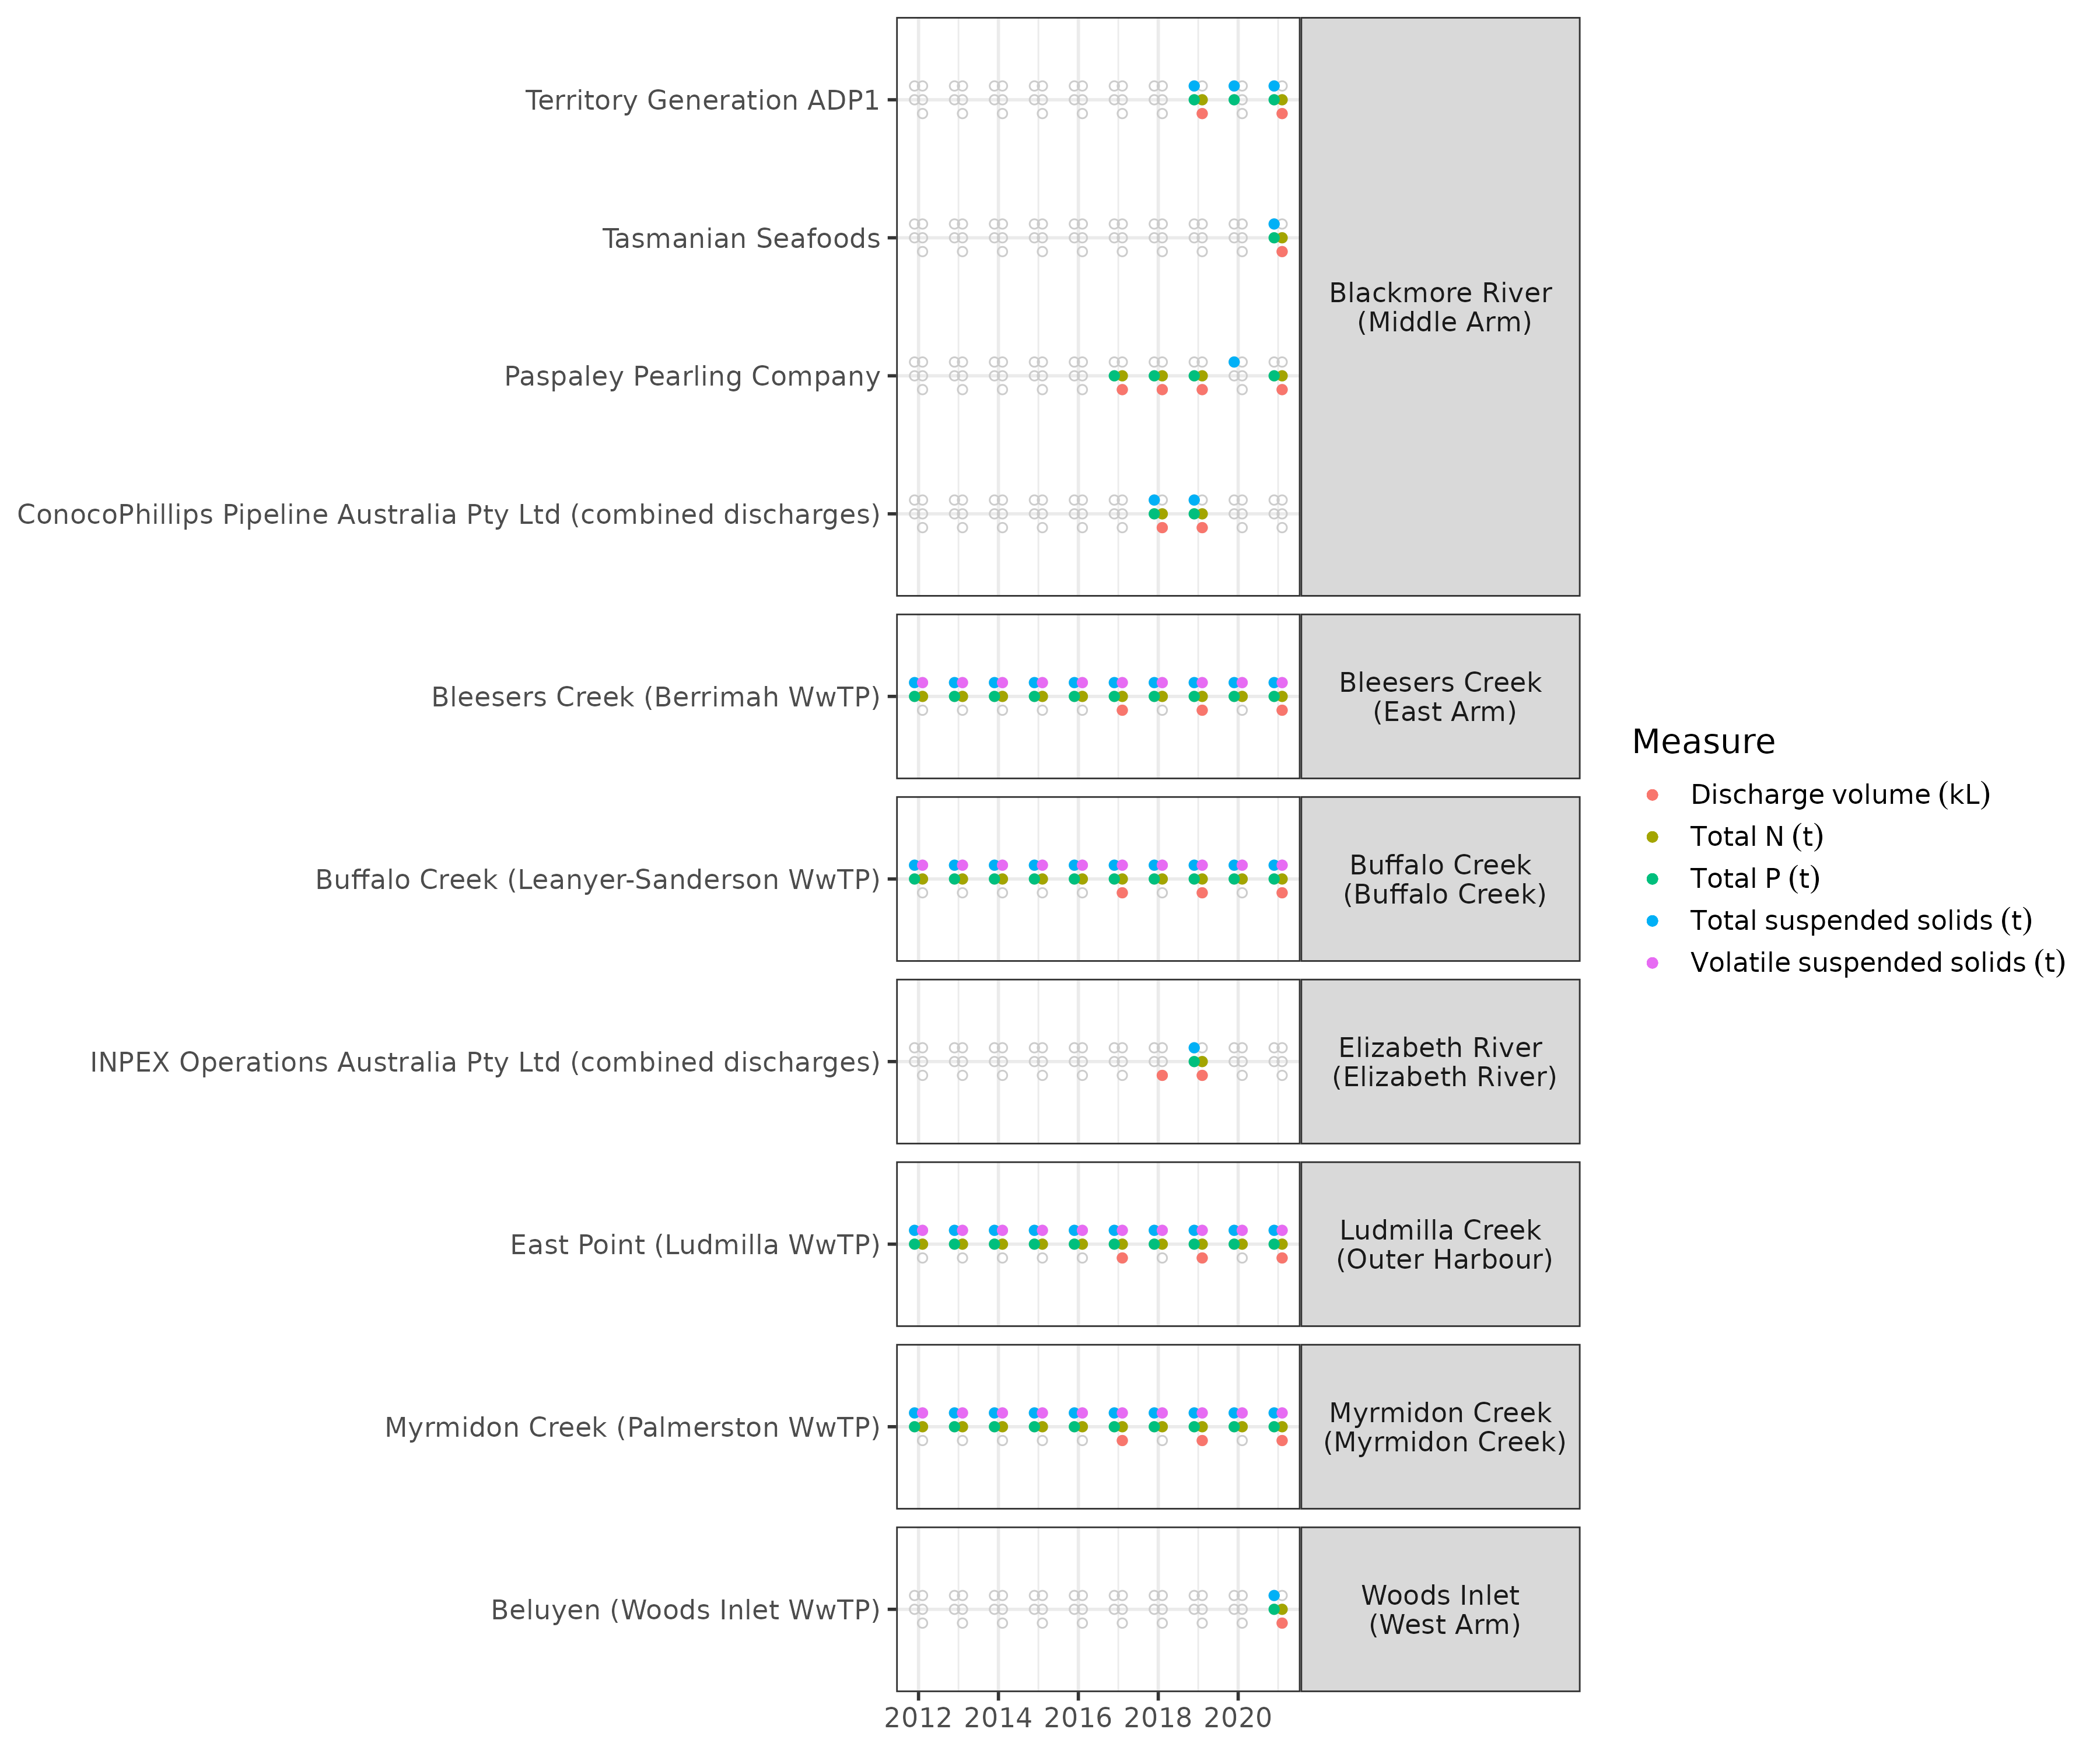 Territory Generation ADP1
Tasmanian Seafoods
Paspaley Pearling Company
ConocoPhillips Pipeline Australia Pty Ltd (combined discharges)
Blackmore River
(Middle Arm)
Bleesers Creek (Berrimah WwTP)
Bleesers Creek
(East Arm)
Buffalo Creek (Leanyer-Sanderson WwTP)
Buffalo Creek
(Buffalo Creek)
INPEX Operations Australia Pty Ltd (combined discharges)
Elizabeth River
(Elizabeth River)
East Point (Ludmilla WwTP)
Ludmilla Creek
(Outer Harbour)
Myrmidon Creek (Palmerston WwTP)
Myrmidon Creek
(Myrmidon Creek)
Beluyen (Woods Inlet WwTP)
Woods Inlet
(West Arm)
2012 2014 2016 2018 2020
Measure
Discharge volume (kL)
Total N (t)
Total P (t)
Total suspended solids (t)
Volatile suspended solids (t)